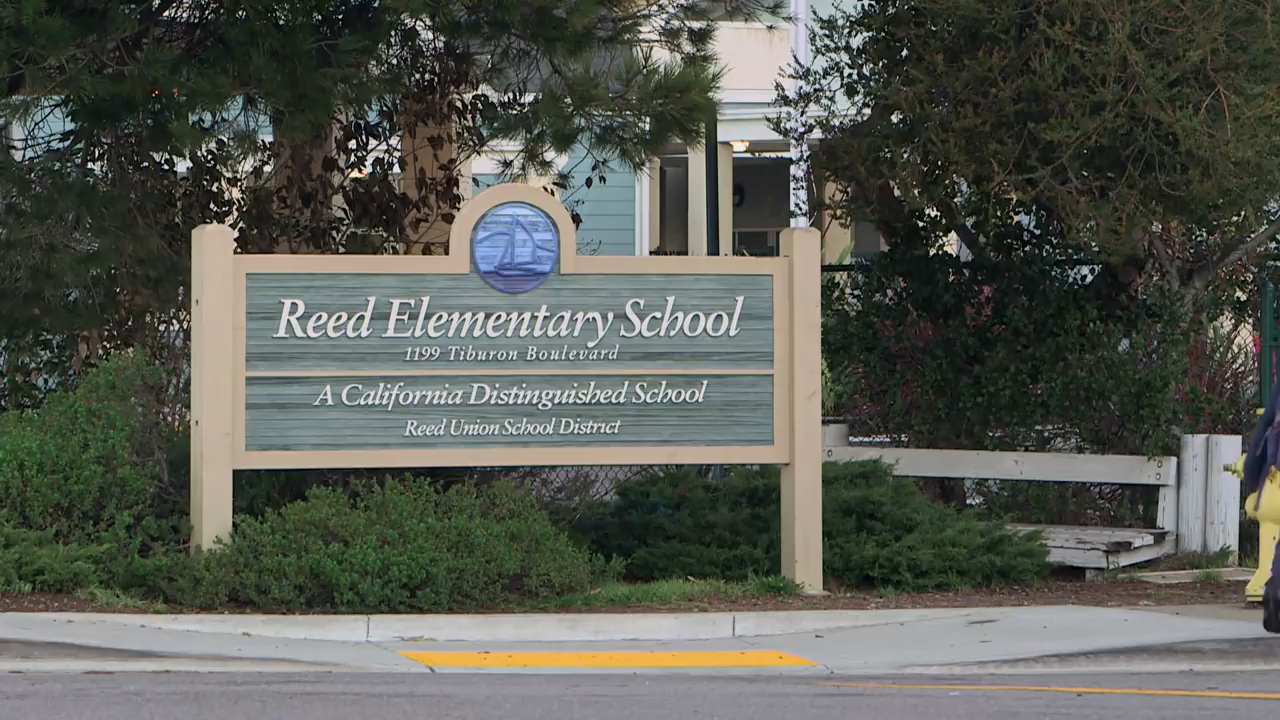 Reed Elementary School
1199 Tiburon Boulevard
A California Distinguished School
Reed Union School District